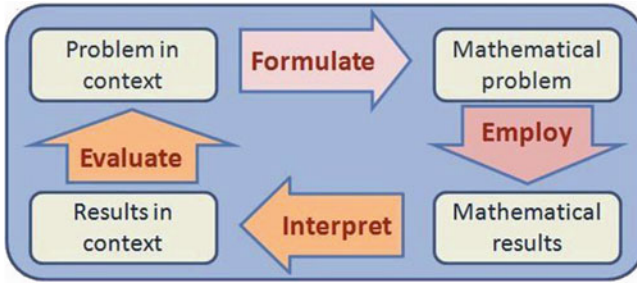 Problem in
context
Formulate
Mathematical
problem
Employ
Evaluate
Results in
context
Interpret
Mathematical
results